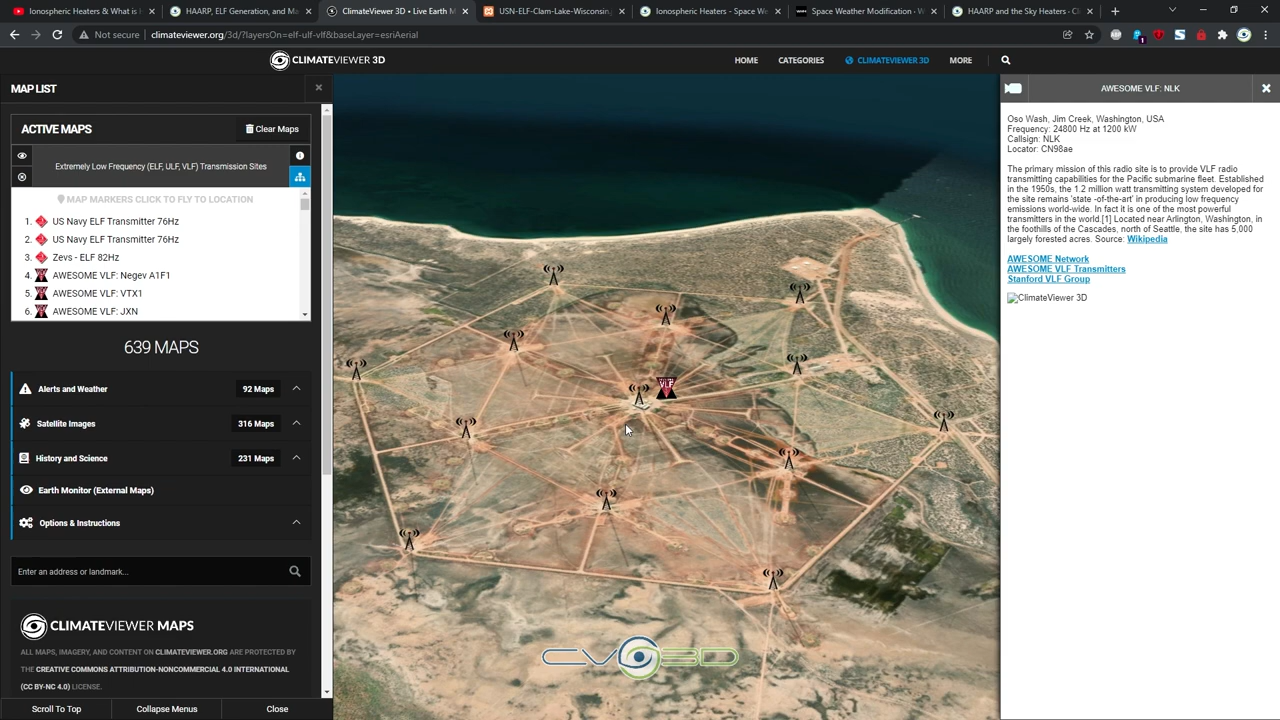 Ionospheric Heaters & What is H
HAARP, ELF Generation, and Ma
ClimateViewer 3D • Live Earth M
USN-ELF-Clam-Lake-Wisconsin,
Ionospheric Heaters - Space We
Space Weather Modification - W
HAARP and the Sky Heaters - Cl
Not secure
climateviewer.org/3d/?layersOn=elf-ulf-vlf&baseLayer=esriAerial
CLIMATEVIEWER 3D
HOME
CATEGORIES
CLIMATEVIEWER 3D
MORE
MAP LIST
ACTIVE MAPS
Clear Maps
Extremely Low Frequency (ELF, ULF, VLF) Transmission Sites
MAP MARKERS CLICK TO FLY TO LOCATION
1. US Navy ELF Transmitter 76Hz
2. US Navy ELF Transmitter 76Hz
3. Zevs - ELF 82Hz
4. AWESOME VLF: Negev A1F1
5. AWESOME VLF: VTX1
6. AWESOME VLF: JXN
639 MAPS
Alerts and Weather 92 Maps
Satellite Images 316 Maps
History and Science 231 Maps
Earth Monitor (External Maps)
Options & Instructions
Enter an address or landmark...
CLIMATEVIEWER MAPS
ALL MAPS, IMAGERY, AND CONTENT ON CLIMATEVIEWER.ORG ARE PROTECTED BY
THE CREATIVE COMMONS ATTRIBUTION-NONCOMMERCIAL 4.0 INTERNATIONAL
(CC BY-NC 4.0) LICENSE.
Scroll To Top
Collapse Menus
Close
VLF
CV3D
AWESOME VLF: NLK
Oso Wash, Jim Creek, Washington, USA
Frequency: 24800 Hz at 1200 kW
Callsign: NLK
Locator: CN98ae
The primary mission of this radio site is to provide VLF radio
transmitting capabilities for the Pacific submarine fleet. Established
in the 1950s, the 1.2 million watt transmitting system developed for
the site remains 'state -of-the-art' in producing low frequency
emissions world-wide. In fact it is one of the most powerful
transmitters in the world.[1] Located near Arlington, Washington, in
the foothills of the Cascades, north of Seattle, the site has 5,000
largely forested acres. Source: Wikipedia
AWESOME Network
AWESOME VLF Transmitters
Stanford VLF Group
ClimateViewer 3D